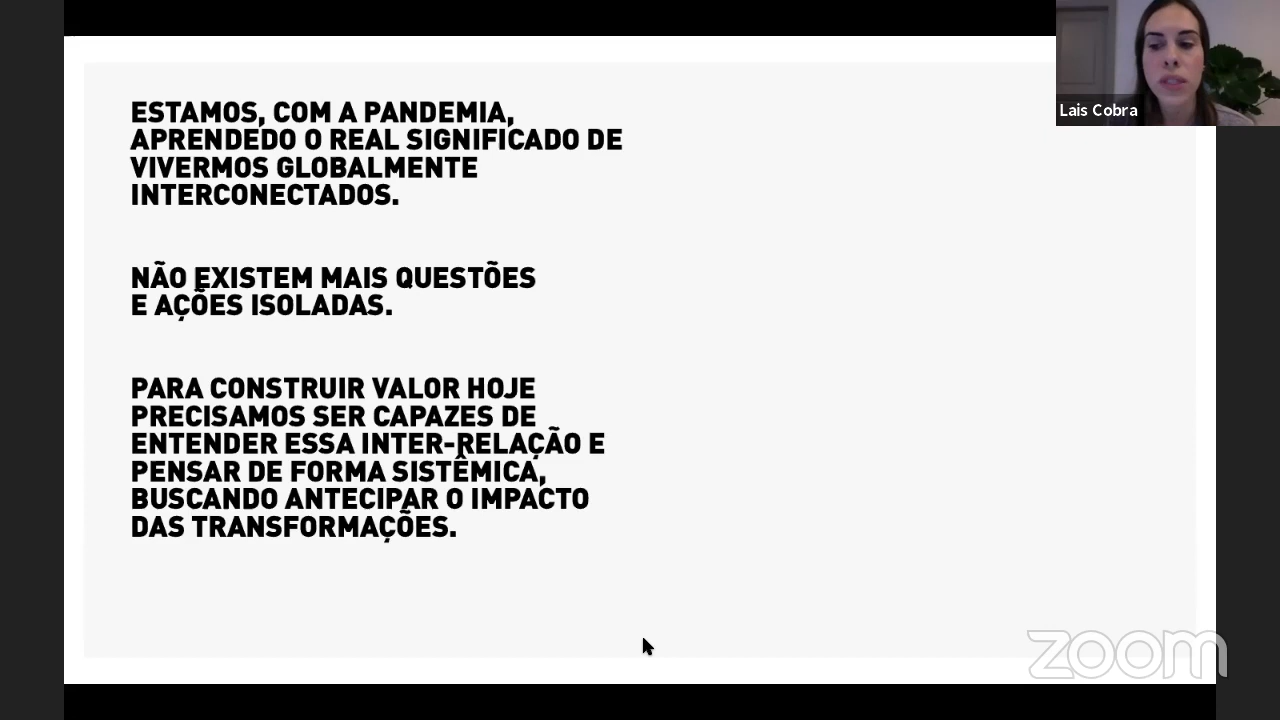 ESTAMOS, COM A PANDEMIA,
APRENDEDO O REAL SIGNIFICADO DE
VIVERMOS GLOBALMENTE
INTERCONECTADOS.
NÃO EXISTEM MAIS QUESTÕES
E AÇÕES ISOLADAS.
PARA CONSTRUIR VALOR HOJE
PRECISAMOS SER CAPAZES DE
ENTENDER ESSA INTER-RELAÇÃO E
PENSAR DE FORMA SISTÊMICA,
BUSCANDO ANTECIPAR O IMPACTO
DAS TRANSFORMAÇÕES.
Lais Cobra
zoom